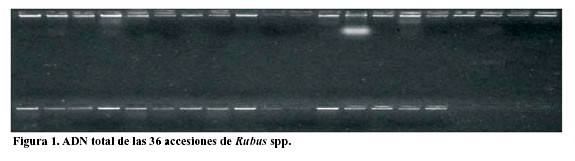 Figura 1. ADN total de las 36 accesiones de Rubus spp.